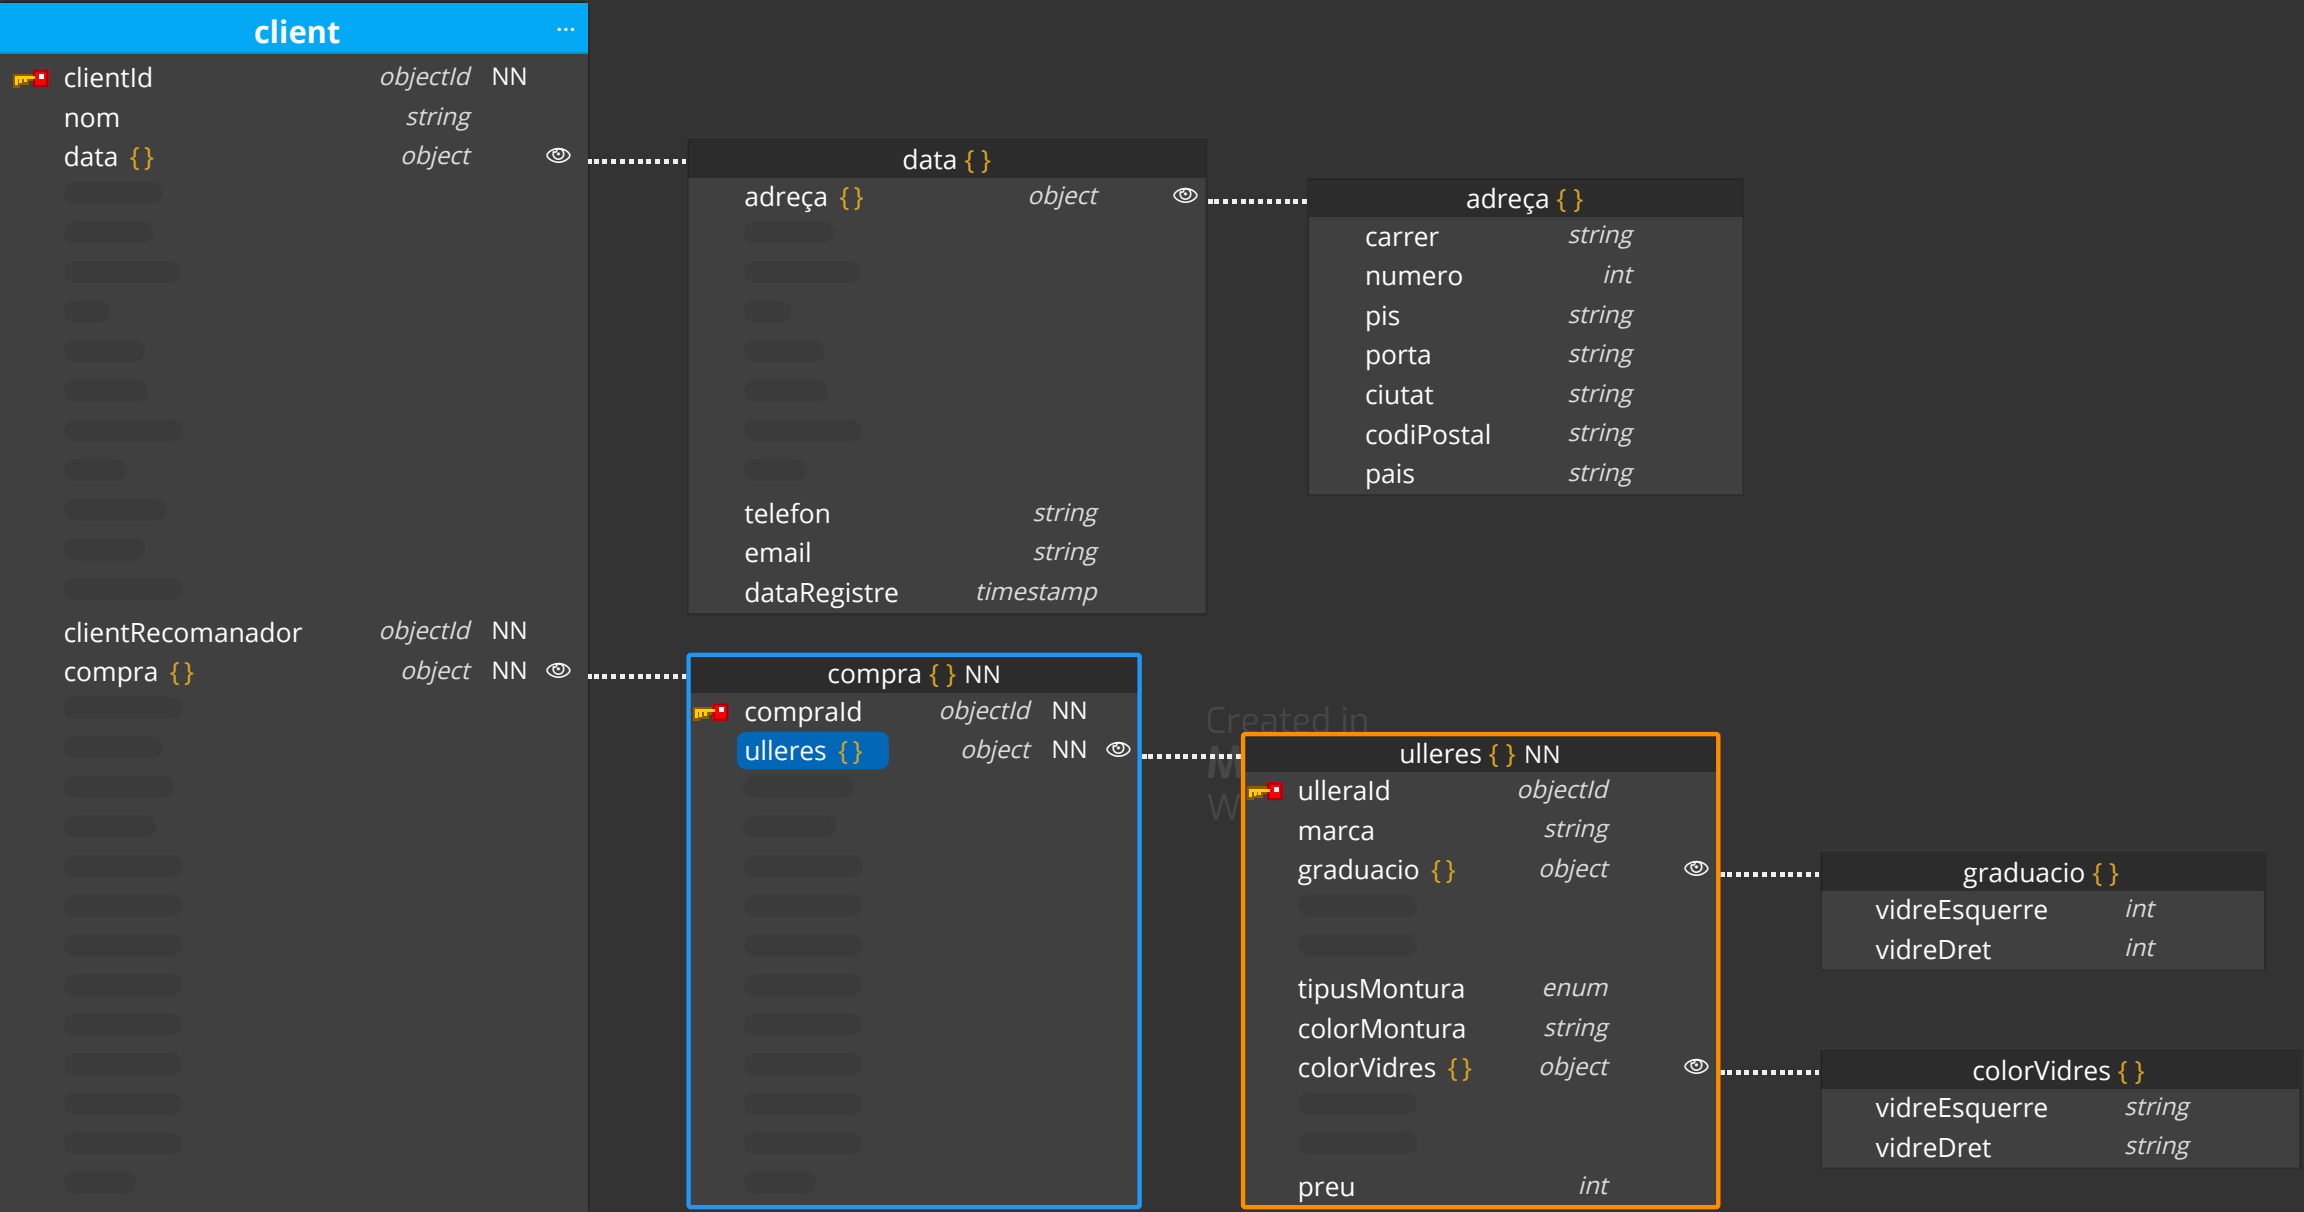 client ...
clientId objectId NN
nom string
data {} object
clientRecomanador objectId NN
compra {} object NN
data {}
adreça {} object
telefon string
email string
dataRegistre timestamp
adreça {}
carrer string
numero int
pis string
porta string
ciutat string
codiPostal string
pais string
compra {} NN
compraId objectId NN
ulleres {} object NN
Created in
M
W
ulleres {} NN
ulleraId objectId
marca string
graduacio {} object
tipusMontura enum
colorMontura string
colorVidres {} object
preu int
graduacio {}
vidreEsquerre int
vidreDret int
colorVidres {}
vidreEsquerre string
vidreDret string